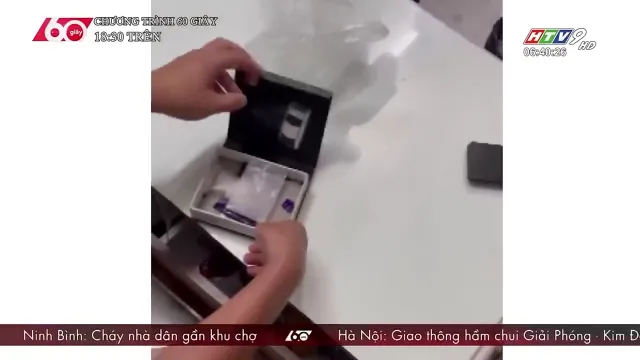 60 giây
CHƯƠNG TRÌNH 60 GIÂY
18:30 TRÊN
HTV9 HD
06:40:26
Ninh Bình: Cháy nhà dân gần khu chợ
60 giây
Hà Nội: Giao thông hầm chui Giải Phóng - Kim Đ